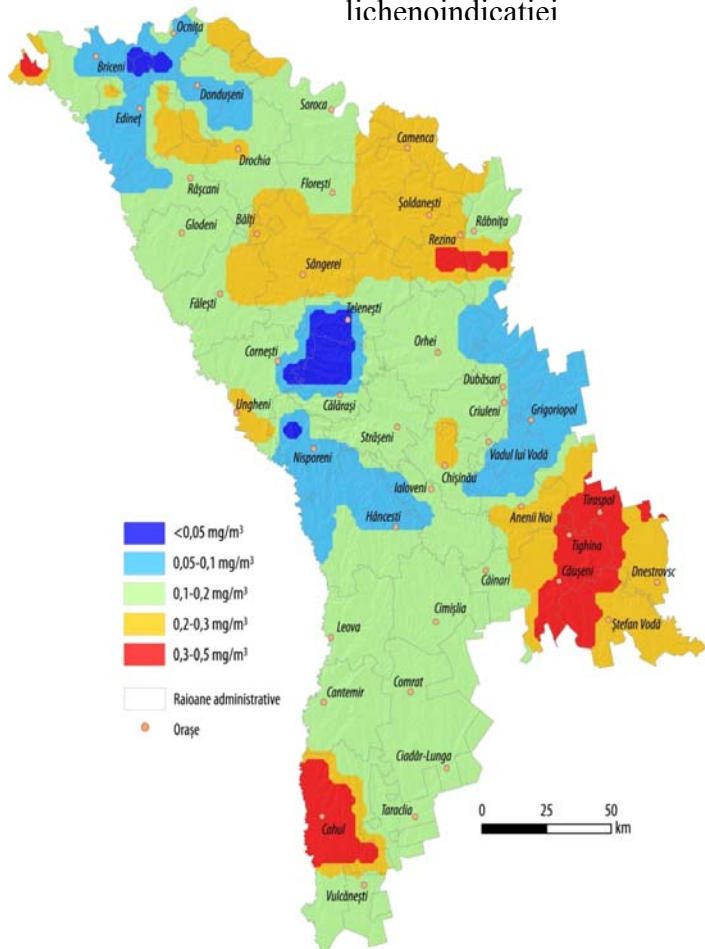 lichenoindicației
Ocnița
Briceni
Dondușeni
Soroca
Edineț
Camenca
Drochia
Râșcani
Florești
Șoldanești
Râbnița
Glodeni
Bălți
Rezina
Sângerei
Fălești
Telenești
Orhei
Cornești
Dubăsari
Ungheni
Călărași
Criuleni
Grigoriopol
Strășeni
Nisporeni
Vadul lui Vodă
Chișinău
Ialoveni
Anenii Noi
Tiraspol
Hâncești
Tighina
<0,05 mg/m³
0,05-0,1 mg/m³
0,1-0,2 mg/m³
0,2-0,3 mg/m³
0,3-0,5 mg/m³
Raioane administrative
Orașe
Căinari
Căușeni
Dnestrovsc
Cimișlia
Ștefan Vodă
Leova
Comrat
Cantemir
Ciadâr-Lunga
Cahul
Taraclia
0 25 50
km
Vulcănești